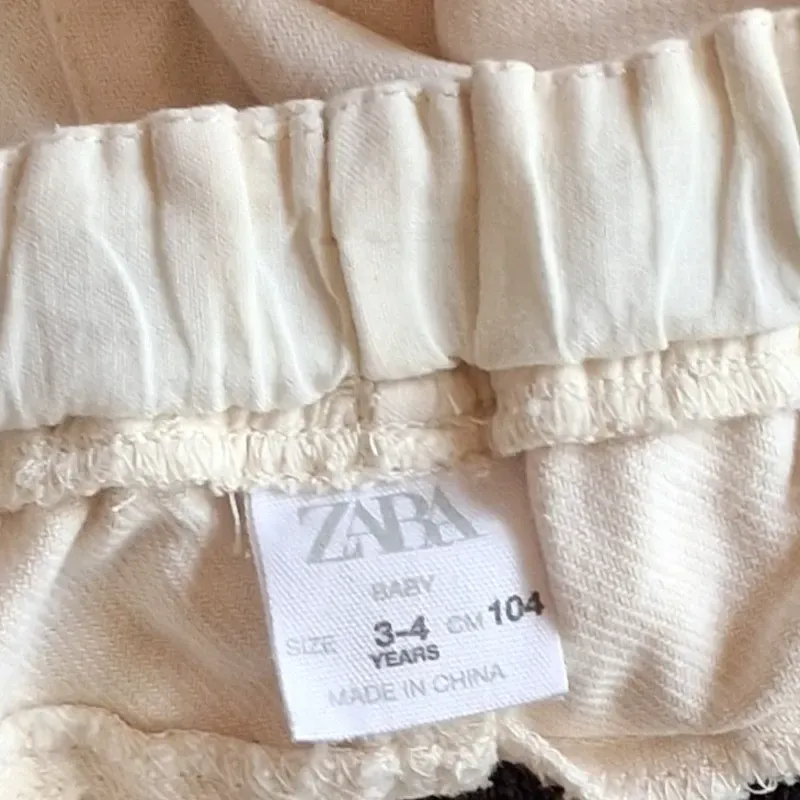 ZARA
BABY
SIZE 3-4 CM 104
YEARS
MADE IN CHINA